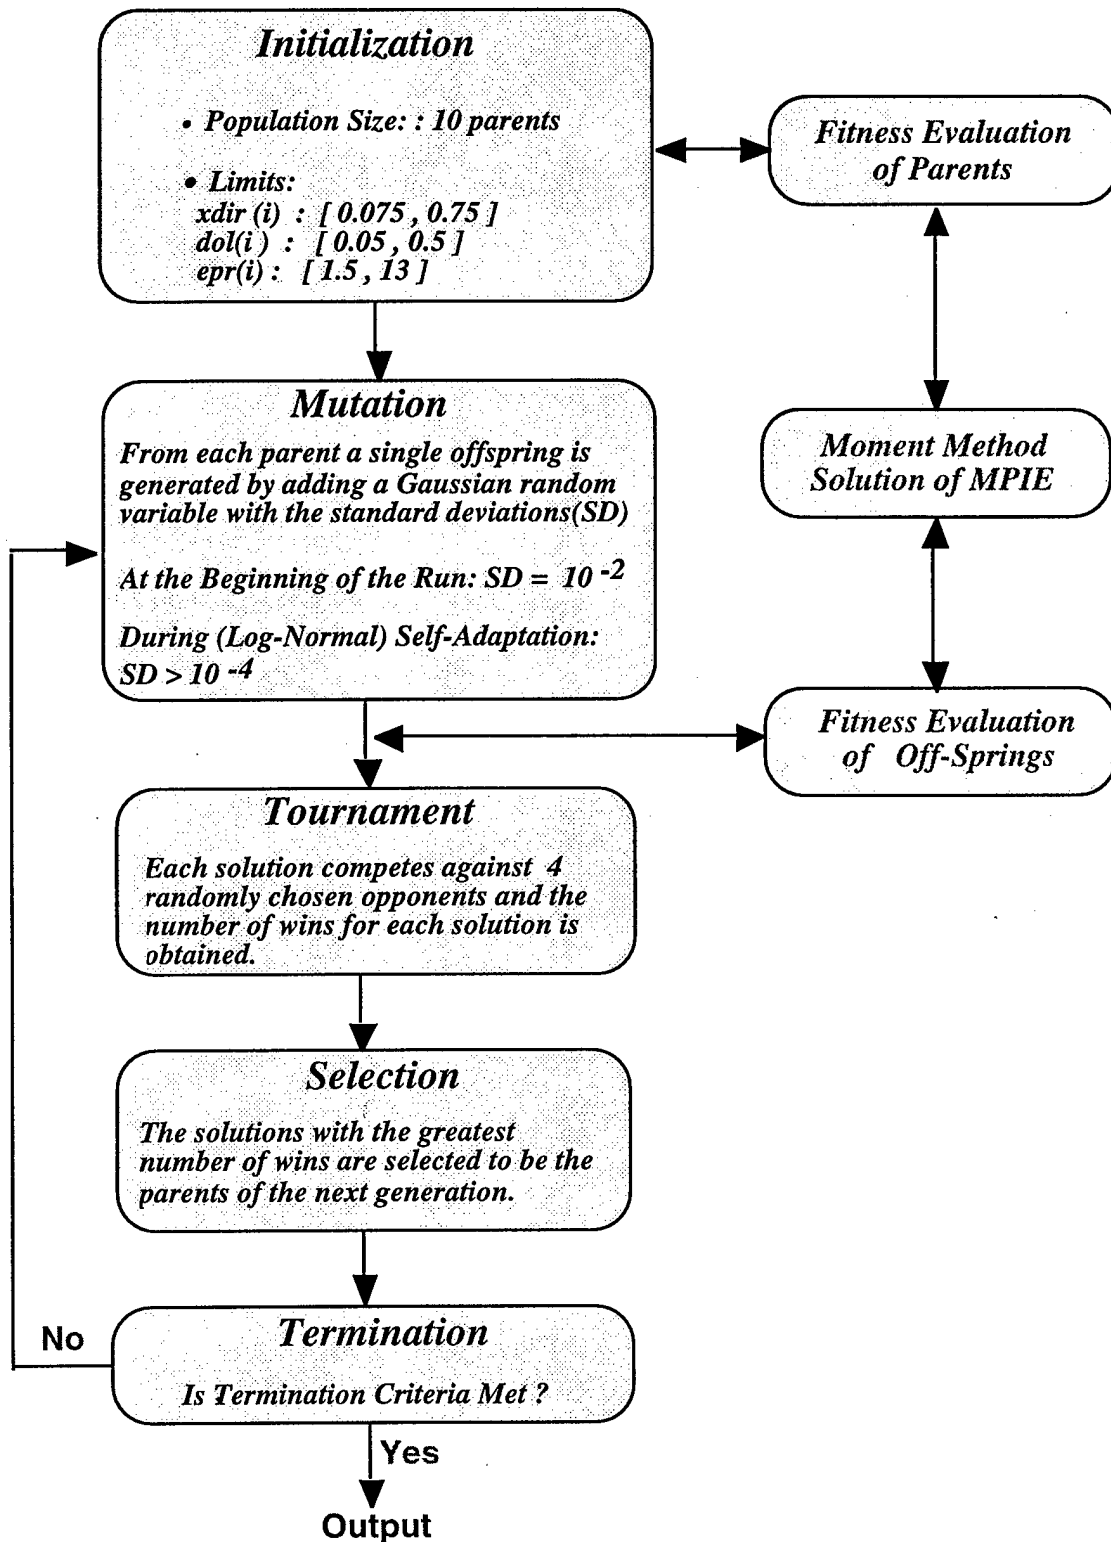 Initialization
• Population Size: : 10 parents
• Limits:
xdir (i) : [ 0.075 , 0.75 ]
dol(i ) : [ 0.05 , 0.5 ]
epr(i) : [ 1.5 , 13 ]
Fitness Evaluation
of Parents
Mutation
From each parent a single offspring is
generated by adding a Gaussian random
variable with the standard deviations(SD)
At the Beginning of the Run: SD = 10 -2
During (Log-Normal) Self-Adaptation:
SD > 10 -4
Moment Method
Solution of MPIE
Fitness Evaluation
of Off-Springs
Tournament
Each solution competes against 4
randomly chosen opponents and the
number of wins for each solution is
obtained.
Selection
The solutions with the greatest
number of wins are selected to be the
parents of the next generation.
No
Termination
Is Termination Criteria Met ?
Yes
Output